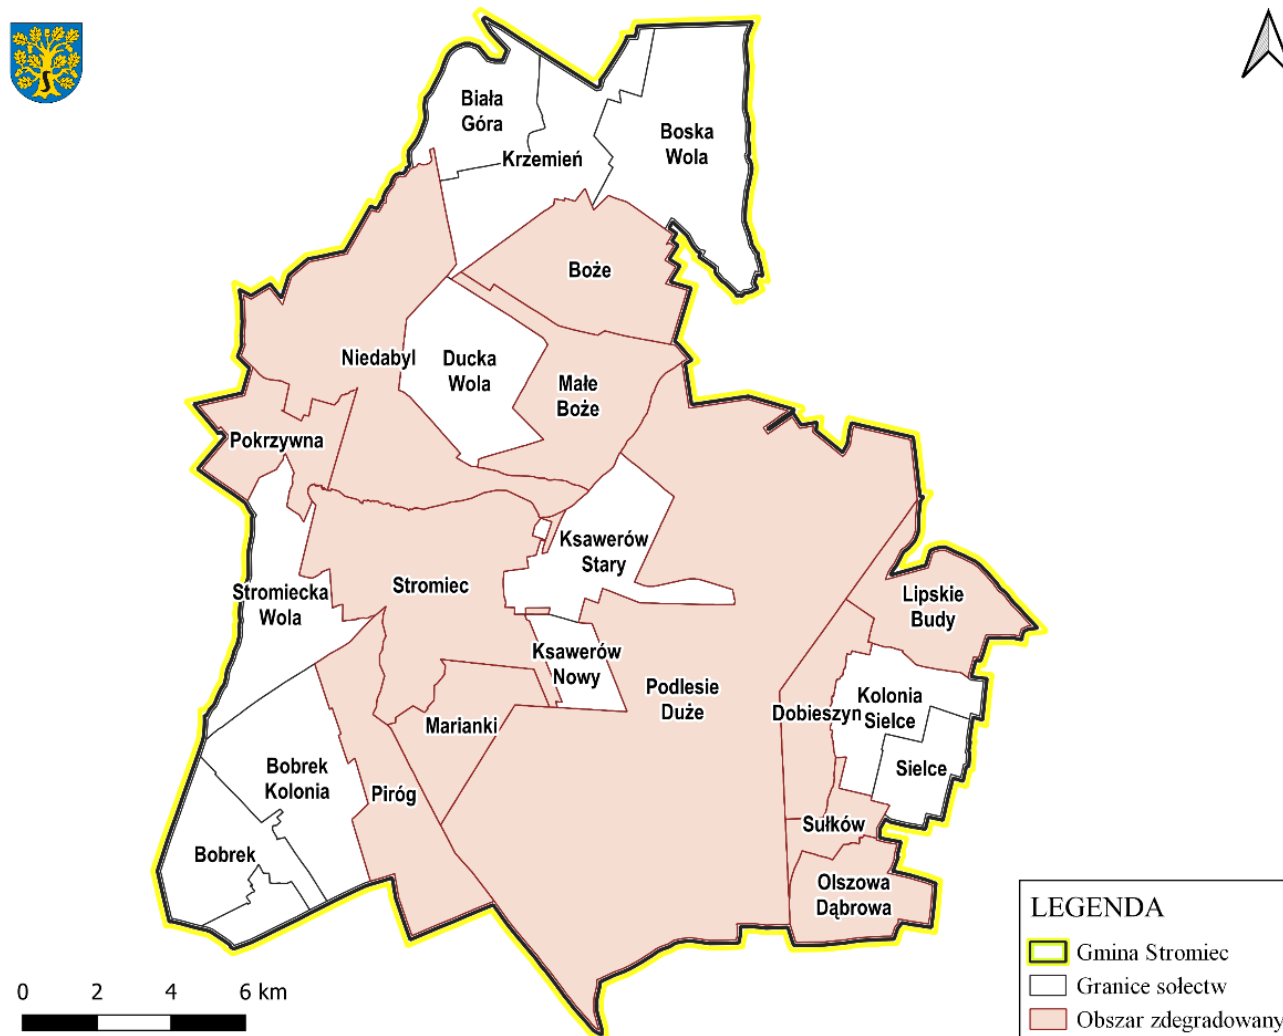 Biała
Góra
Krzemień
Boska
Wola
Boże
Niedabyl
Ducka
Wola
Małe
Boże
Pokrzywna
Ksawerów
Stary
Stromiec
Stromiecka
Wola
Lipskie
Budy
Ksawerów
Nowy
Podlesie
Duże
Kolonia
Sielce
Dobieszyn
Marianki
Sielce
Bobrek
Kolonia
Piróg
Sułków
Bobrek
Olszowa
Dąbrowa
LEGENDA
Gmina Stromiec
Granice sołectw
Obszar zdegradowany
0 2 4 6 km